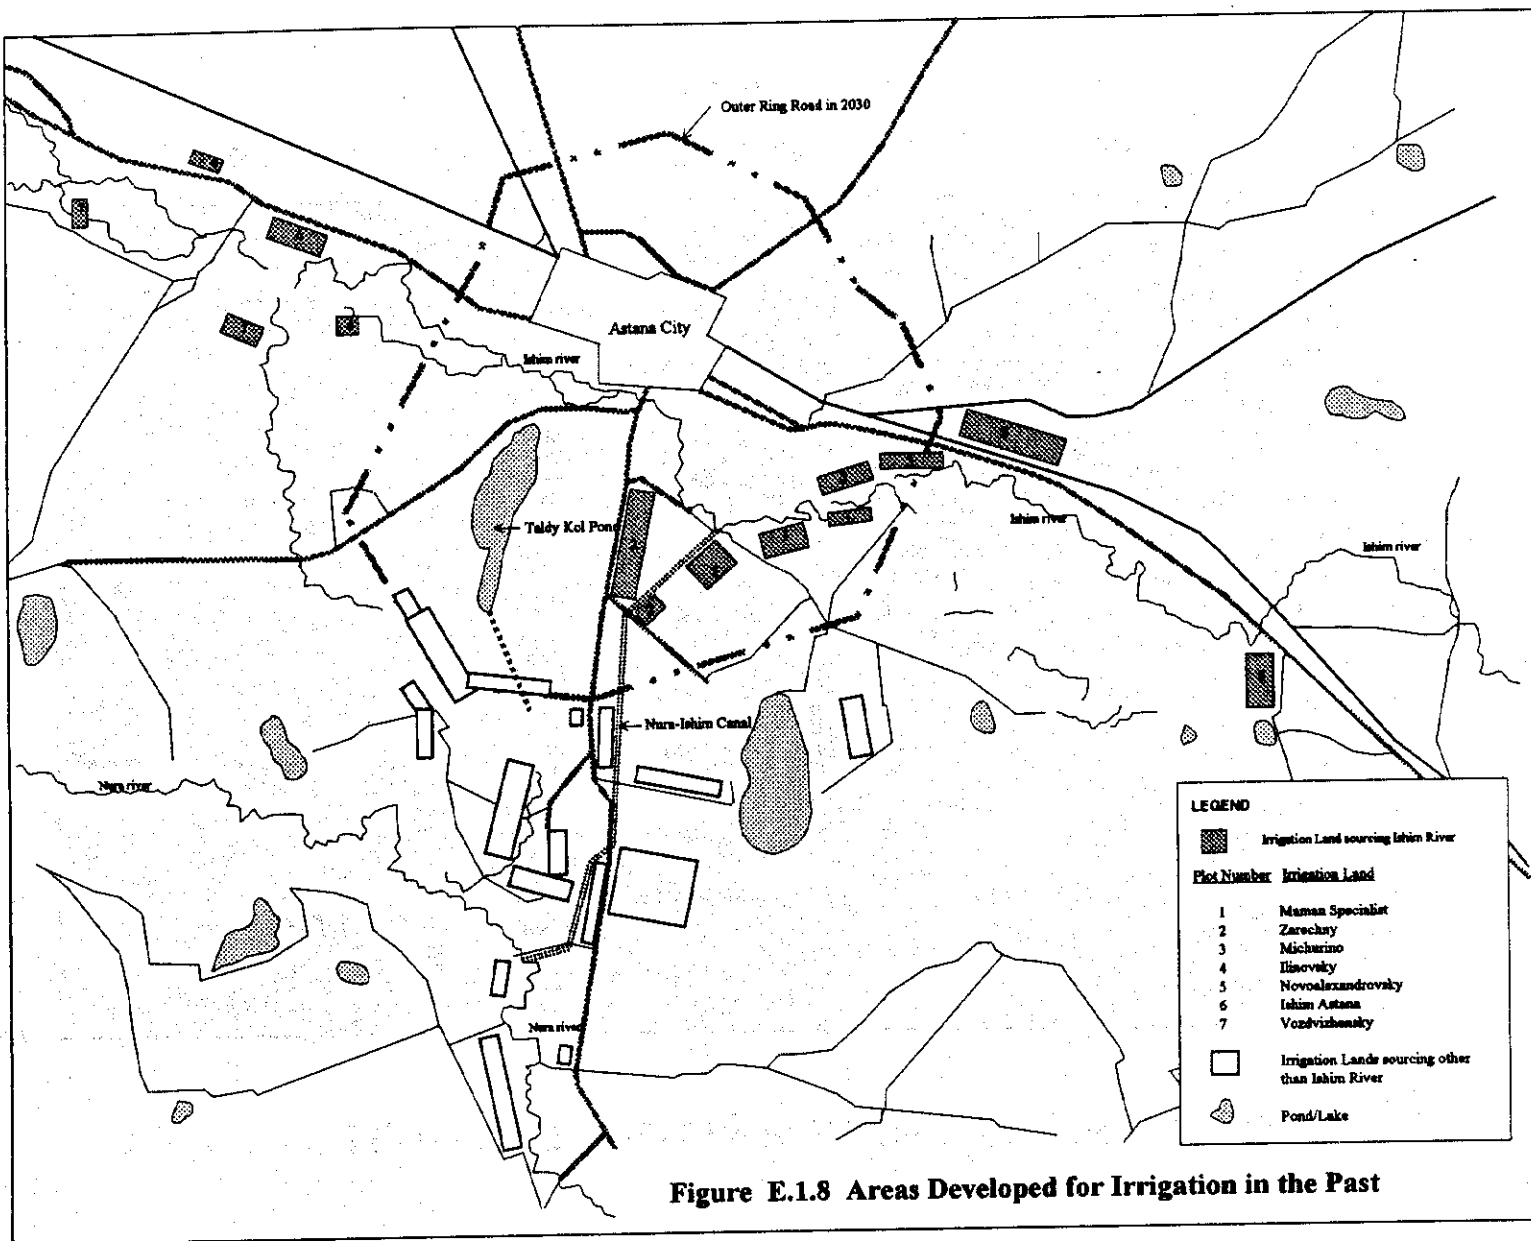 Outer Ring Road in 2030
Astana City
Ishim river
Taldy Kol Pond
Ishim river
Ishim river
Nura-Ishim Canal
Nura river
Nura river
LEGEND
Irrigation Land sourcing Ishim River
Plot Number Irrigation Land
1 Maman Specialist
2 Zarechny
3 Michurino
4 Ilinovsky
5 Novoalexandrovsky
6 Ishim Astana
7 Vozdvizhensky
Irrigation Lands sourcing other
than Ishim River
Pond/Lake
Figure E.1.8 Areas Developed for Irrigation in the Past